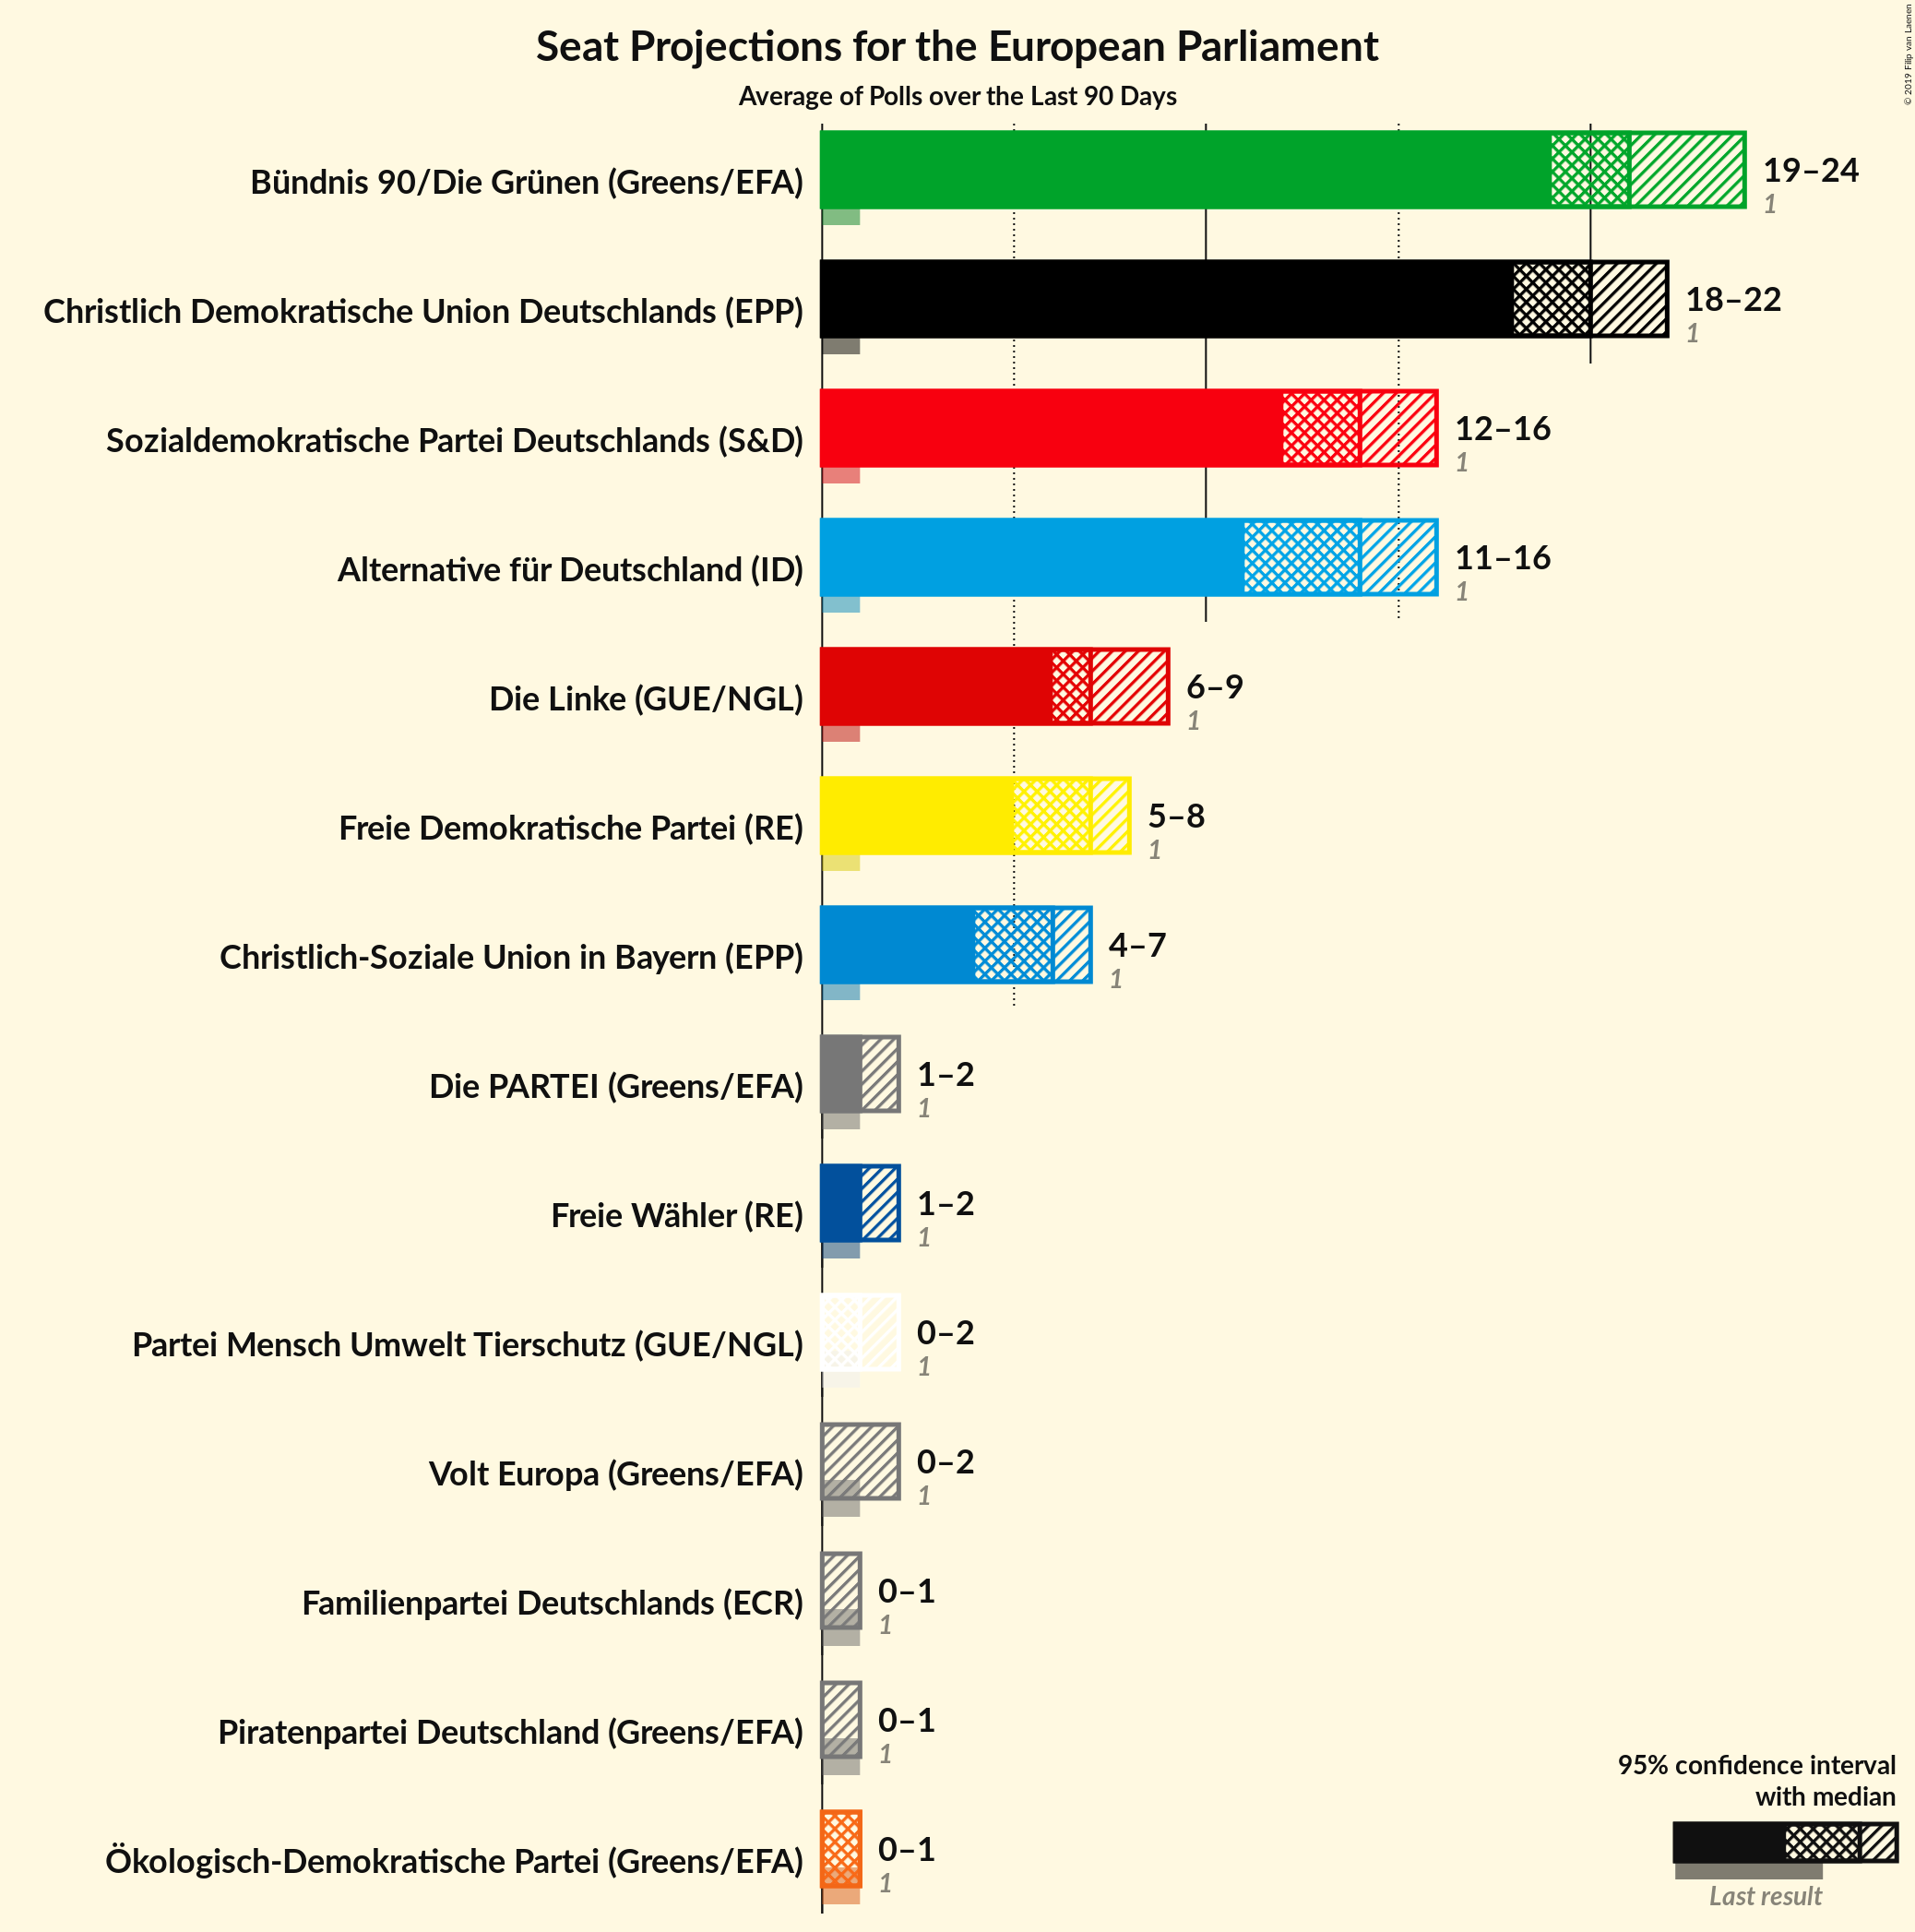 Seat Projections for the European Parliament
Average of Polls over the Last 90 Days
© 2019 Filip van Laenen
Bündnis 90/Die Grünen (Greens/EFA)
19–24
1
Christlich Demokratische Union Deutschlands (EPP)
18–22
1
Sozialdemokratische Partei Deutschlands (S&D)
12–16
1
Alternative für Deutschland (ID)
11–16
1
Die Linke (GUE/NGL)
6–9
1
Freie Demokratische Partei (RE)
5–8
1
Christlich-Soziale Union in Bayern (EPP)
4–7
1
Die PARTEI (Greens/EFA)
1–2
1
Freie Wähler (RE)
1–2
1
Partei Mensch Umwelt Tierschutz (GUE/NGL)
0–2
1
Volt Europa (Greens/EFA)
0–2
1
Familienpartei Deutschlands (ECR)
0–1
1
Piratenpartei Deutschland (Greens/EFA)
0–1
1
Ökologisch-Demokratische Partei (Greens/EFA)
0–1
1
95% confidence interval
with median
Last result